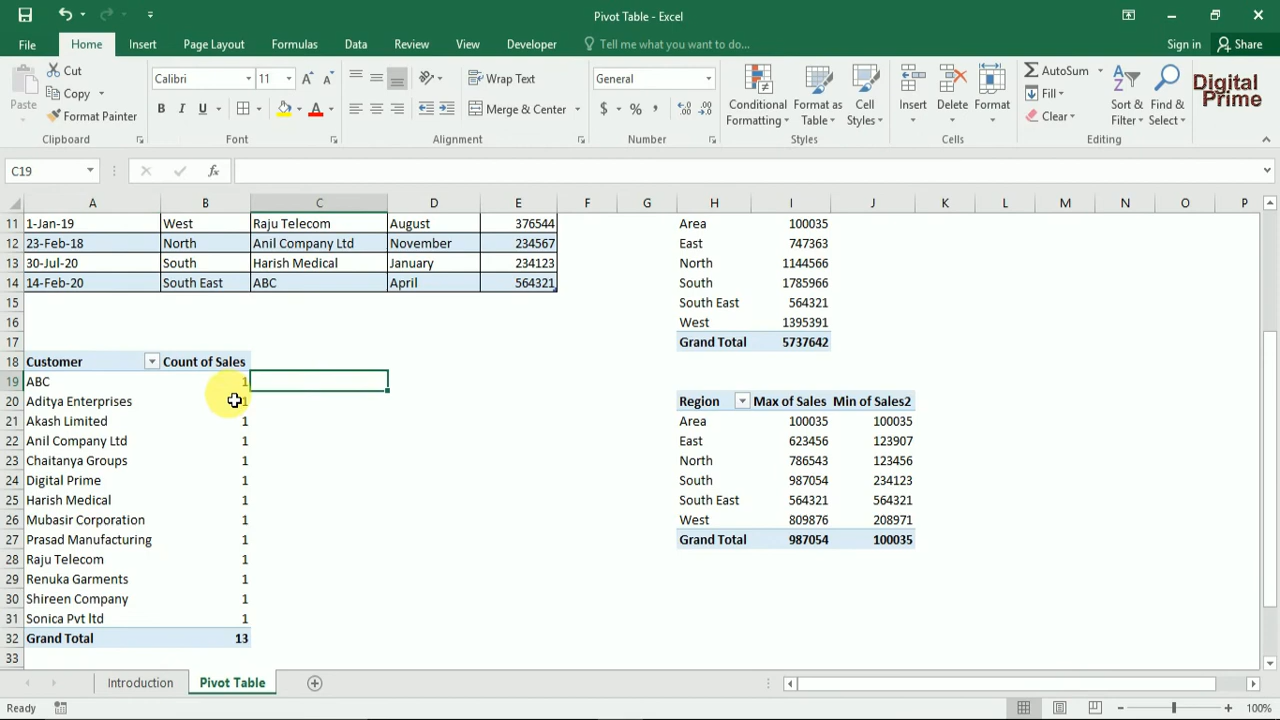 Pivot Table - Excel
File Home Insert Page Layout Formulas Data Review View Developer Tell me what you want to do... Sign in Share
Paste Cut Copy Format Painter Clipboard
Calibri 11 B I U Font
Wrap Text Merge & Center Alignment
General $ % , Number
Conditional Formatting Format as Table Cell Styles Styles
Insert Delete Format Cells
AutoSum Fill Clear Sort & Filter Find & Select Editing
Digital Prime
C19 fx
A B C D E F G H I J K L M N O P
11 1-Jan-19 West Raju Telecom August 376544 Area 100035
12 23-Feb-18 North Anil Company Ltd November 234567 East 747363
13 30-Jul-20 South Harish Medical January 234123 North 1144566
14 14-Feb-20 South East ABC April 564321 South 1785966
15 South East 564321
16 West 1395391
17 Grand Total 5737642
18 Customer Count of Sales
19 ABC 1
20 Aditya Enterprises 1 Region Max of Sales Min of Sales2
21 Akash Limited 1 Area 100035 100035
22 Anil Company Ltd 1 East 623456 123907
23 Chaitanya Groups 1 North 786543 123456
24 Digital Prime 1 South 987054 234123
25 Harish Medical 1 South East 564321 564321
26 Mubasir Corporation 1 West 809876 208971
27 Prasad Manufacturing 1 Grand Total 987054 100035
28 Raju Telecom 1
29 Renuka Garments 1
30 Shireen Company 1
31 Sonica Pvt ltd 1
32 Grand Total 13
33
Introduction Pivot Table
Ready 100%